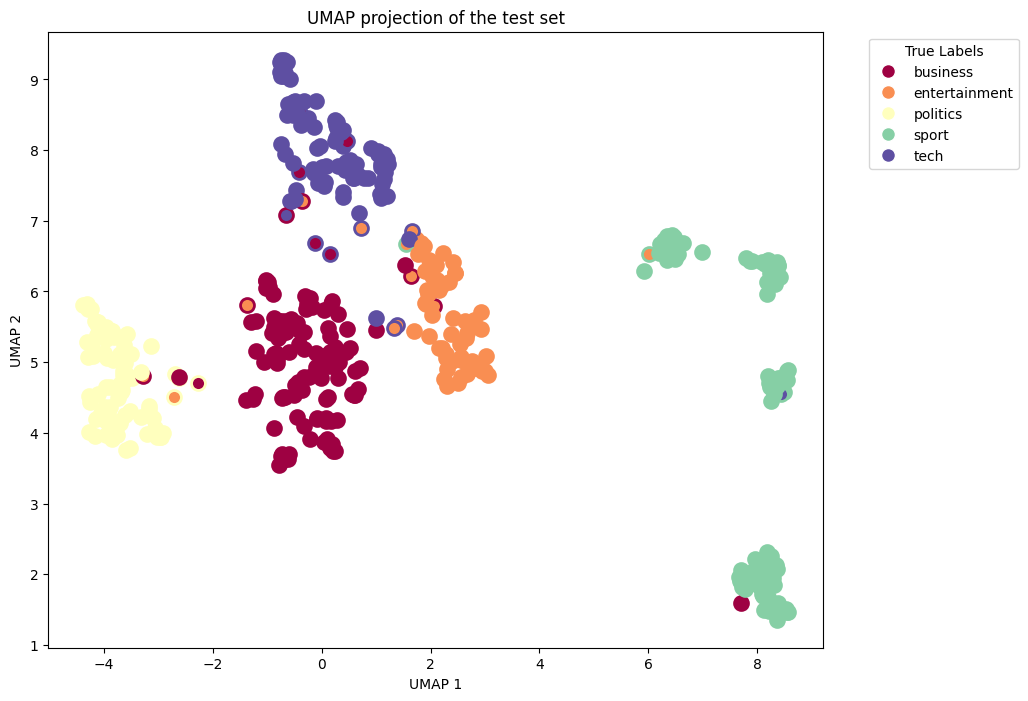 UMAP projection of the test set
True Labels
business
entertainment
politics
sport
tech
9
8
7
6
5
4
3
2
1
UMAP 2
−4
−2
0
2
4
6
8
UMAP 1